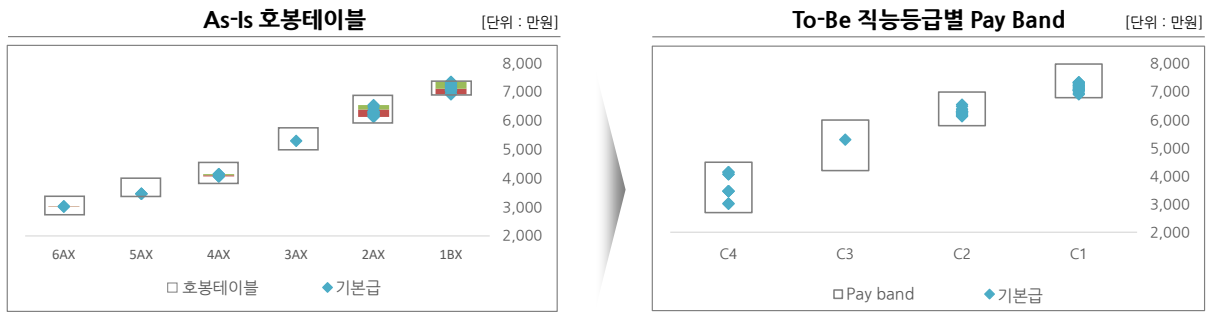 As-Is 호봉테이블 [단위 : 만원]
8,000
7,000
6,000
5,000
4,000
3,000
2,000
6AX 5AX 4AX 3AX 2AX 1BX
호봉테이블 기본급
To-Be 직능등급별 Pay Band [단위 : 만원]
8,000
7,000
6,000
5,000
4,000
3,000
2,000
C4 C3 C2 C1
Pay band 기본급